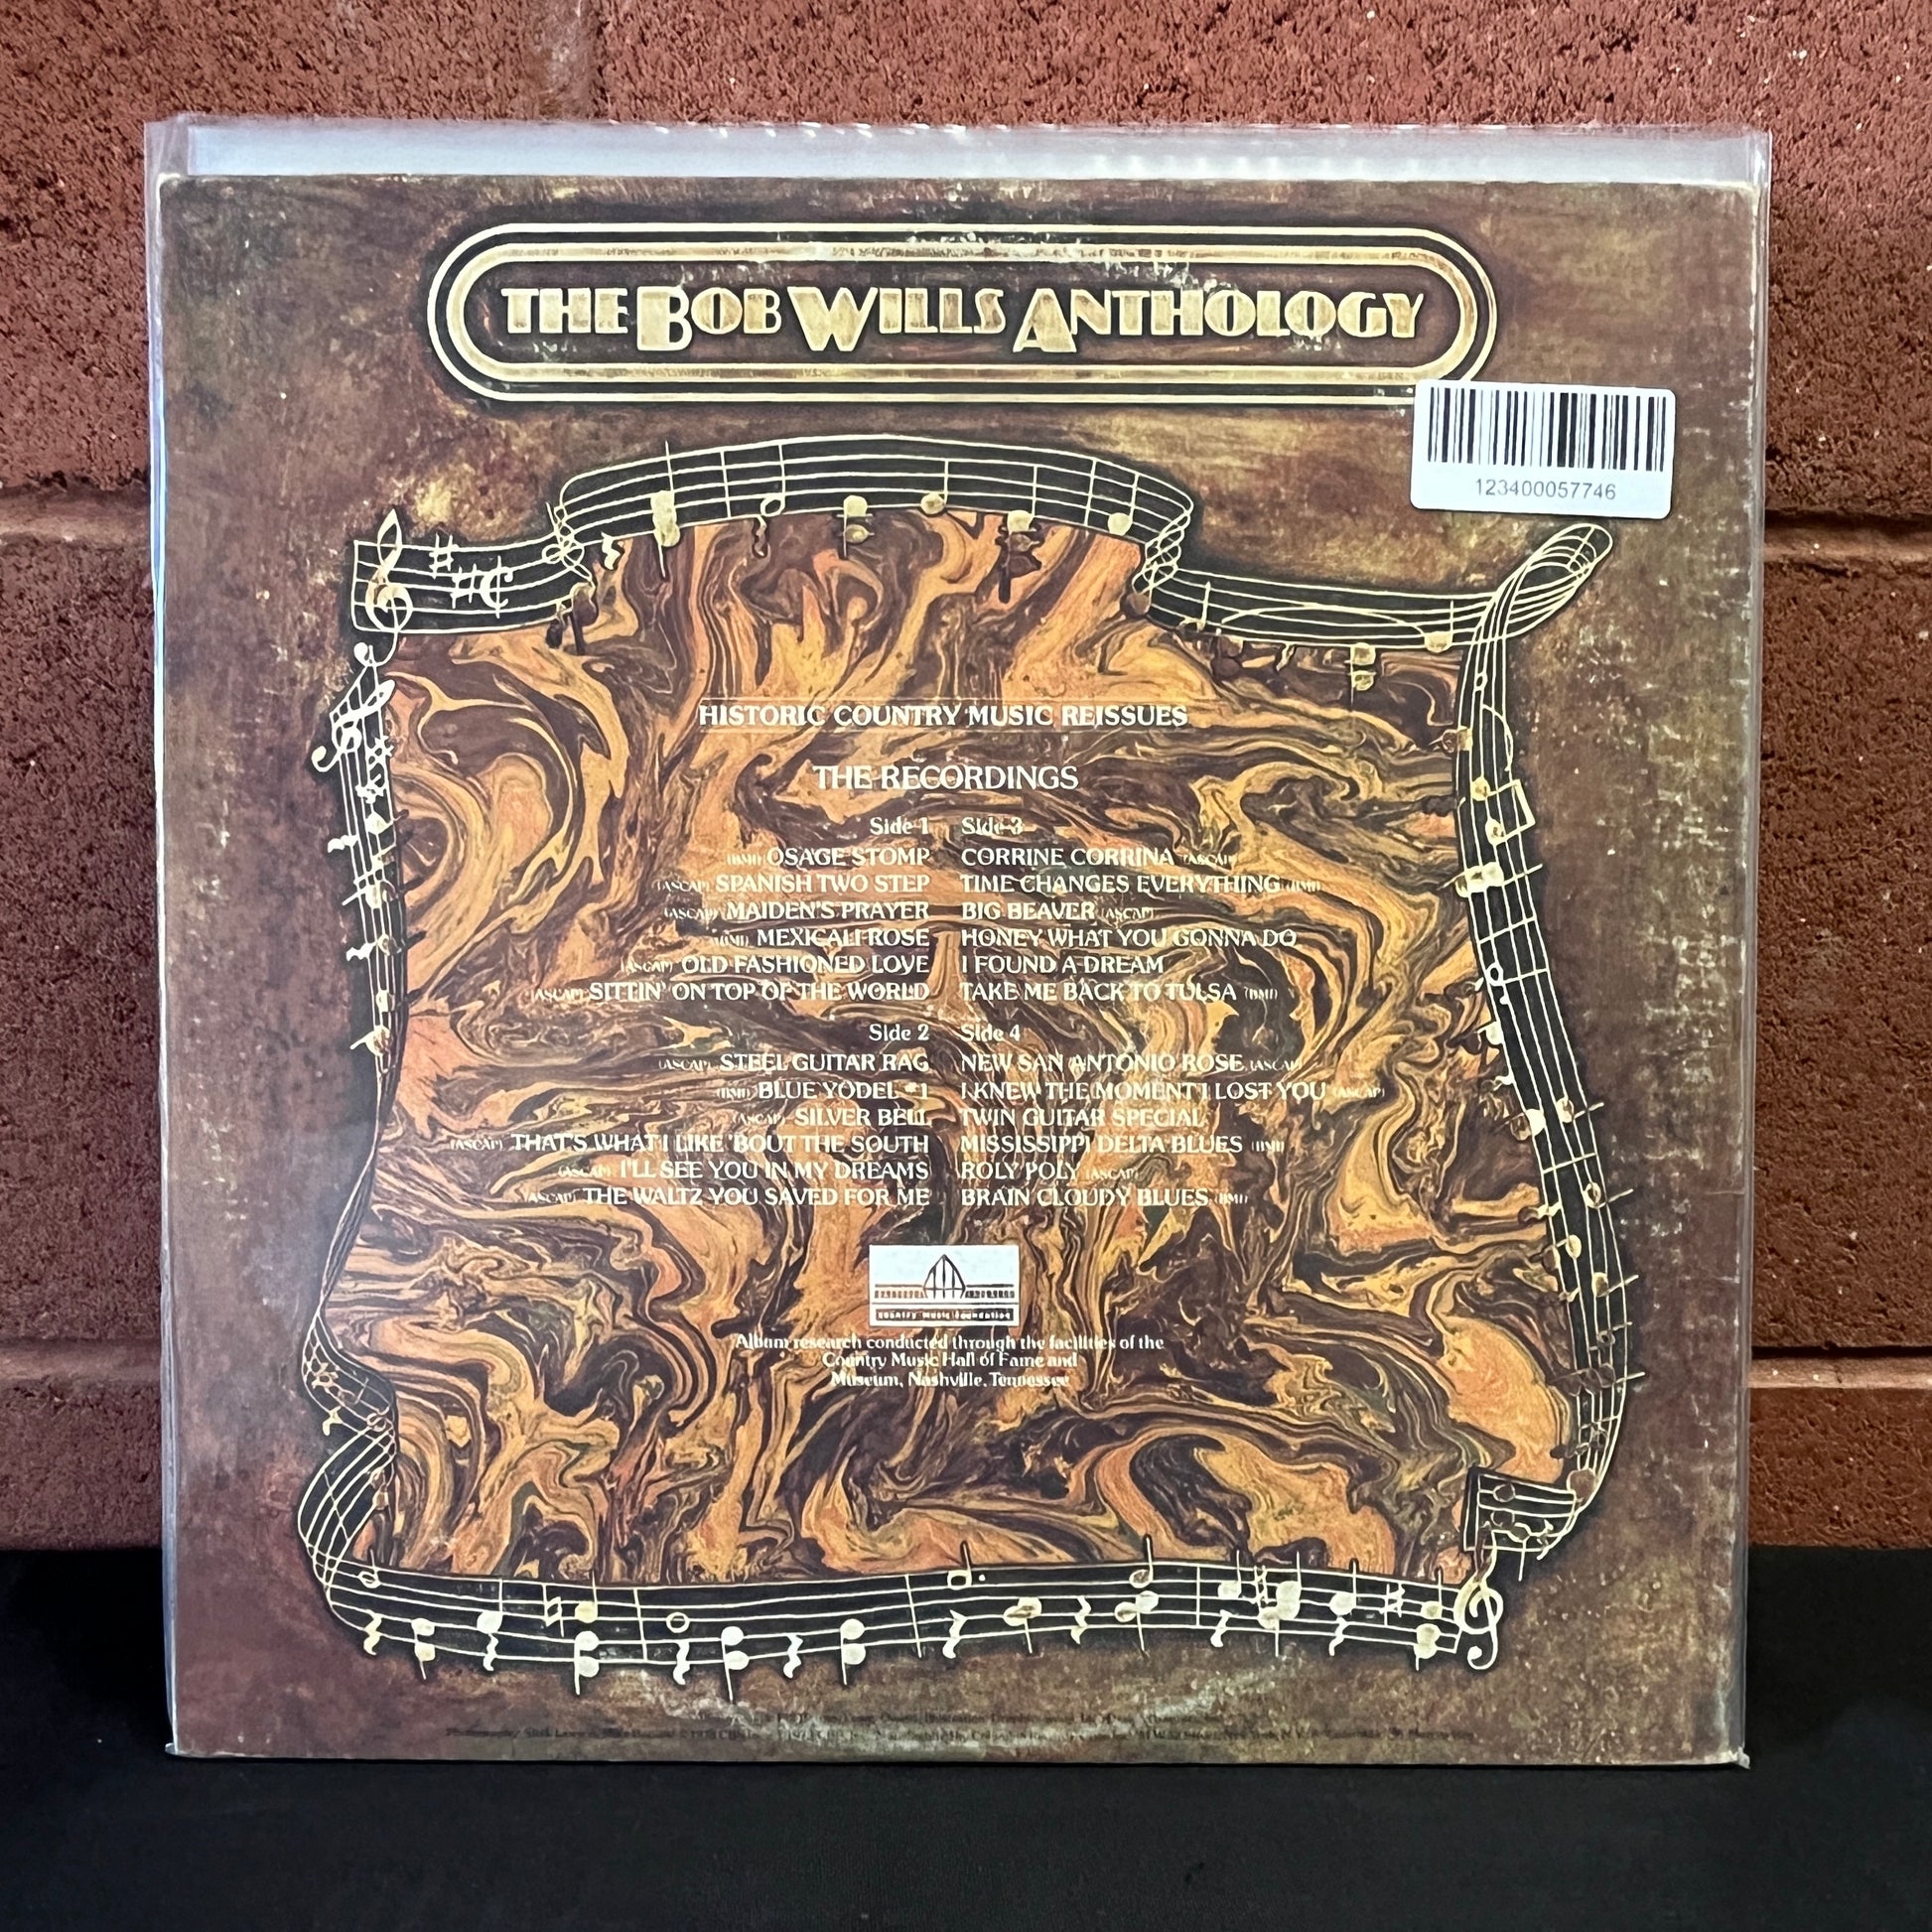 THE BOB WILLS ANTHOLOGY
123400057746
HISTORIC COUNTRY MUSIC REISSUES
THE RECORDINGS
Side 1
(BMI) OSAGE STOMP
(ASCAP) SPANISH TWO STEP
(ASCAP) MAIDEN'S PRAYER
(BMI) MEXICALI ROSE
(ASCAP) OLD FASHIONED LOVE
(ASCAP) SITTIN' ON TOP OF THE WORLD
Side 2
(ASCAP) STEEL GUITAR RAG
(BMI) BLUE YODEL #1
(ASCAP) SILVER BELL
(ASCAP) THAT'S WHAT I LIKE 'BOUT THE SOUTH
(ASCAP) I'LL SEE YOU IN MY DREAMS
(ASCAP) THE WALTZ YOU SAVED FOR ME
Side 3
CORRINE CORRINA (ASCAP)
TIME CHANGES EVERYTHING (BMI)
BIG BEAVER (ASCAP)
HONEY WHAT YOU GONNA DO
I FOUND A DREAM
TAKE ME BACK TO TULSA (BMI)
Side 4
NEW SAN ANTONIO ROSE (ASCAP)
I KNEW THE MOMENT I LOST YOU (ASCAP)
TWIN GUITAR SPECIAL
MISSISSIPPI DELTA BLUES (BMI)
ROLY POLY (ASCAP)
BRAIN CLOUDY BLUES (BMI)
COUNTRY MUSIC FOUNDATION
Album research conducted through the facilities of the
Country Music Hall of Fame and
Museum, Nashville, Tennessee